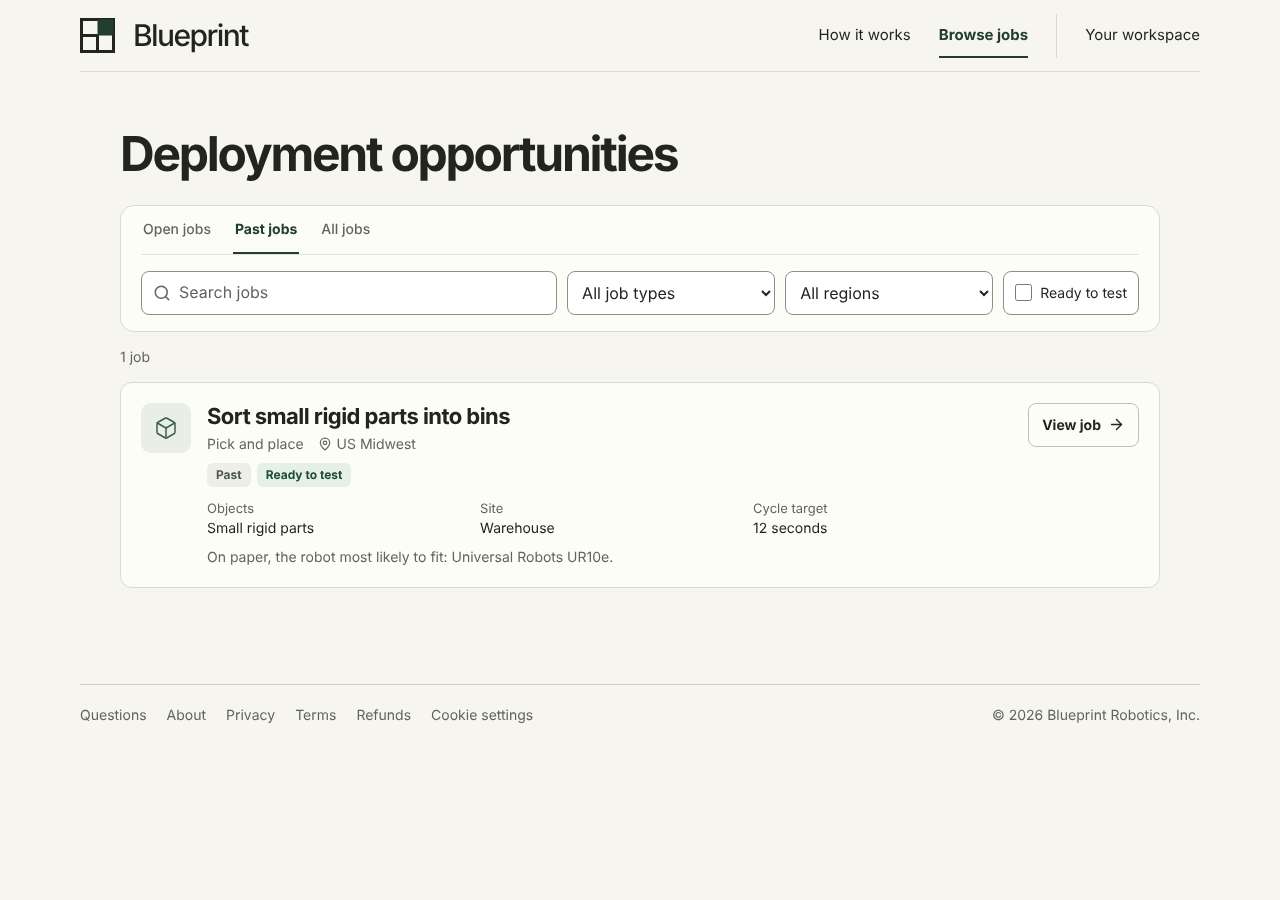 Blueprint
How it works
Browse jobs
Your workspace
Deployment opportunities
Open jobs
Past jobs
All jobs
Search jobs
All job types
All regions
Ready to test
1 job
Sort small rigid parts into bins
View job
Pick and place
US Midwest
Past
Ready to test
Objects
Site
Cycle target
Small rigid parts
Warehouse
12 seconds
On paper, the robot most likely to fit: Universal Robots UR10e.
Questions
About
Privacy
Terms
Refunds
Cookie settings
© 2026 Blueprint Robotics, Inc.